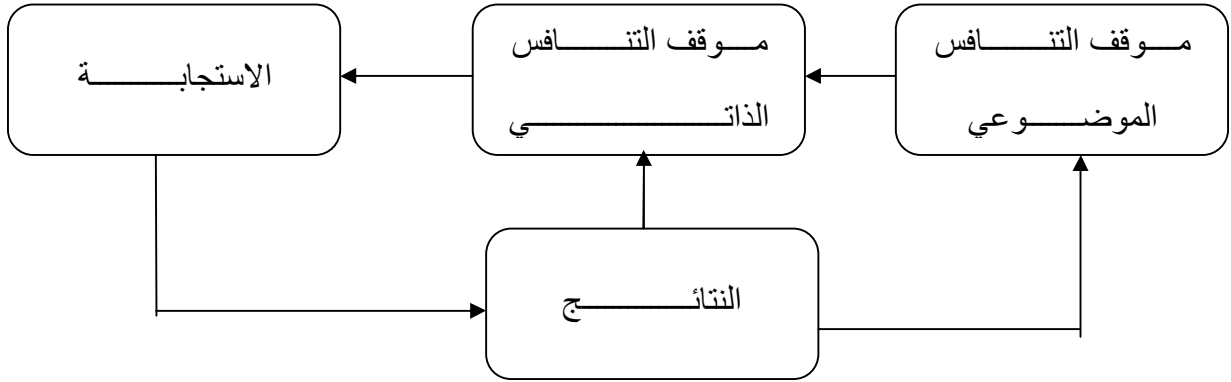 موقف التنافس
الموضوعي
موقف التنافس
الذاتي
الاستجابة
النتائج